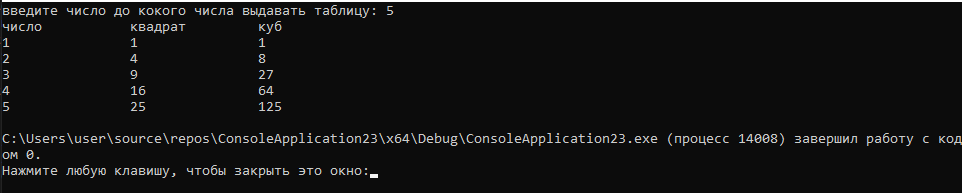 введите число до кокого числа выдавать таблицу: 5
число квадрат куб
1 1 1
2 4 8
3 9 27
4 16 64
5 25 125
C:\Users\user\source\repos\ConsoleApplication23\x64\Debug\ConsoleApplication23.exe (процесс 14008) завершил работу с код
ом 0.
Нажмите любую клавишу, чтобы закрыть это окно: